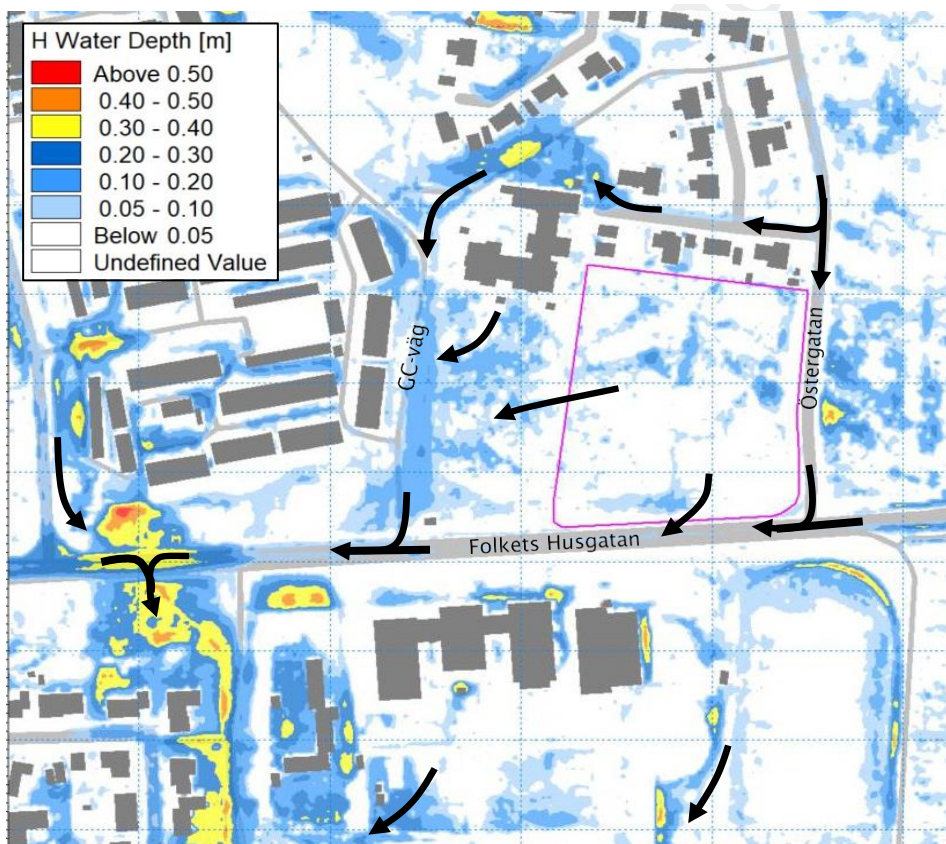 H Water Depth [m]
Above 0.50
0.40 - 0.50
0.30 - 0.40
0.20 - 0.30
0.10 - 0.20
0.05 - 0.10
Below 0.05
Undefined Value
GC-väg
Östergatan
Folkets Husgatan